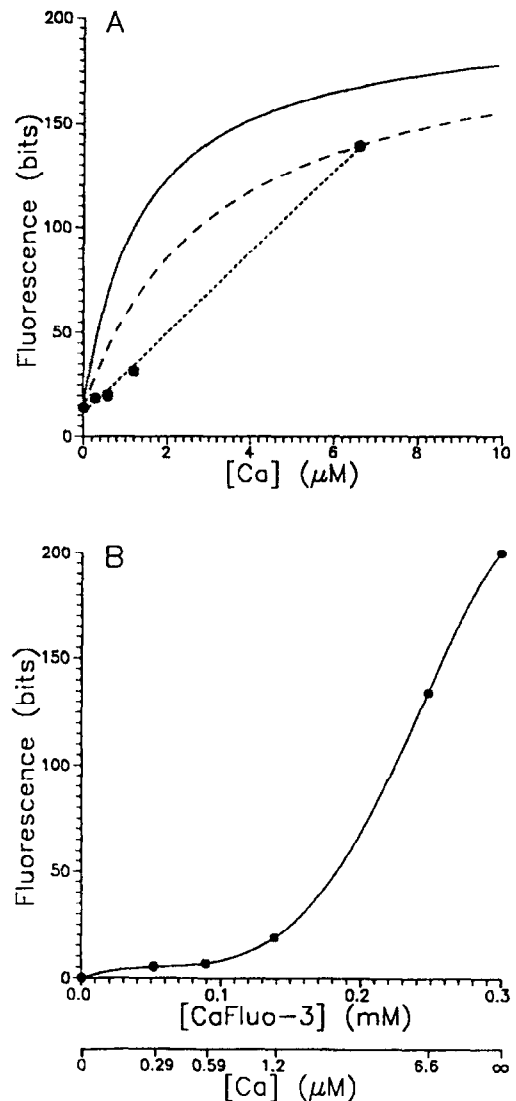 A
200
150
100
50
0
Fluorescence (bits)
0 2 4 6 8 10
[Ca] (μM)
B
200
150
100
50
0
Fluorescence (bits)
0.0 0.1 0.2 0.3
[CaFluo-3] (mM)
0 0.29 0.59 1.2 6.6 ∞
[Ca] (μM)